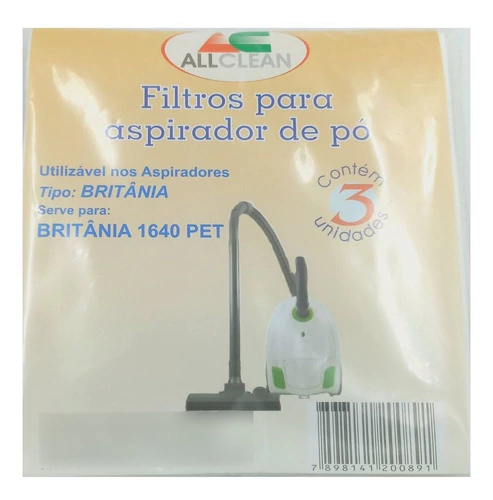 ALLCLEAN
Filtros para
aspirador de pó
Utilizável nos Aspiradores
Tipo: BRITÂNIA
Serve para:
BRITÂNIA 1640 PET
Contém
3
unidades
7 898141 200891